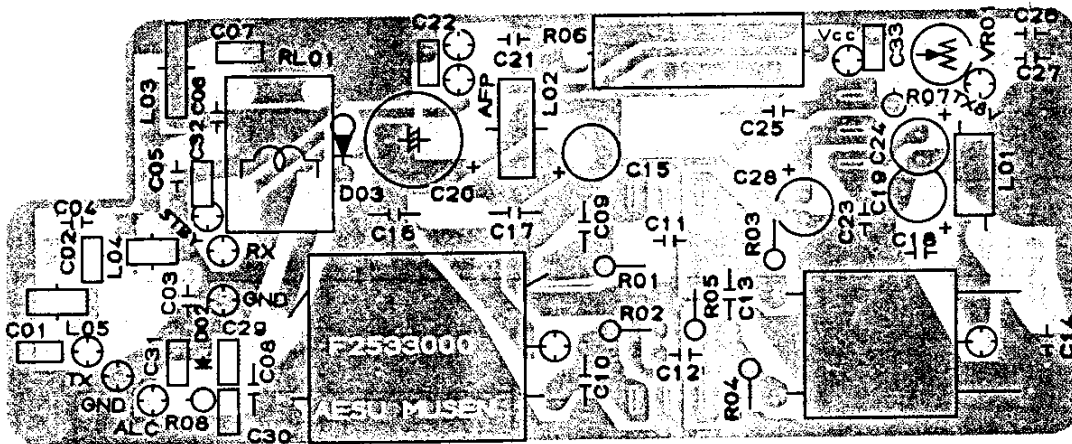 C07
C22
C21
R06
Vcc
C33
VR01
C26
C27
RL01
L03
C06
AFP
L02
C25
R07
TX8V
C32
C05
C24
D03
C20
C15
C28
C19
L01
C04
STBY
C16
C17
C09
C11
R03
C23
C18
C02
L04
RX
R01
C03
GND
R05
C13
C01
L05
D02
C29
F2533000
R02
C14
TX
C31
C08
C10
C12
R04
GND
ALC
R08
C30
AESU MUSEN